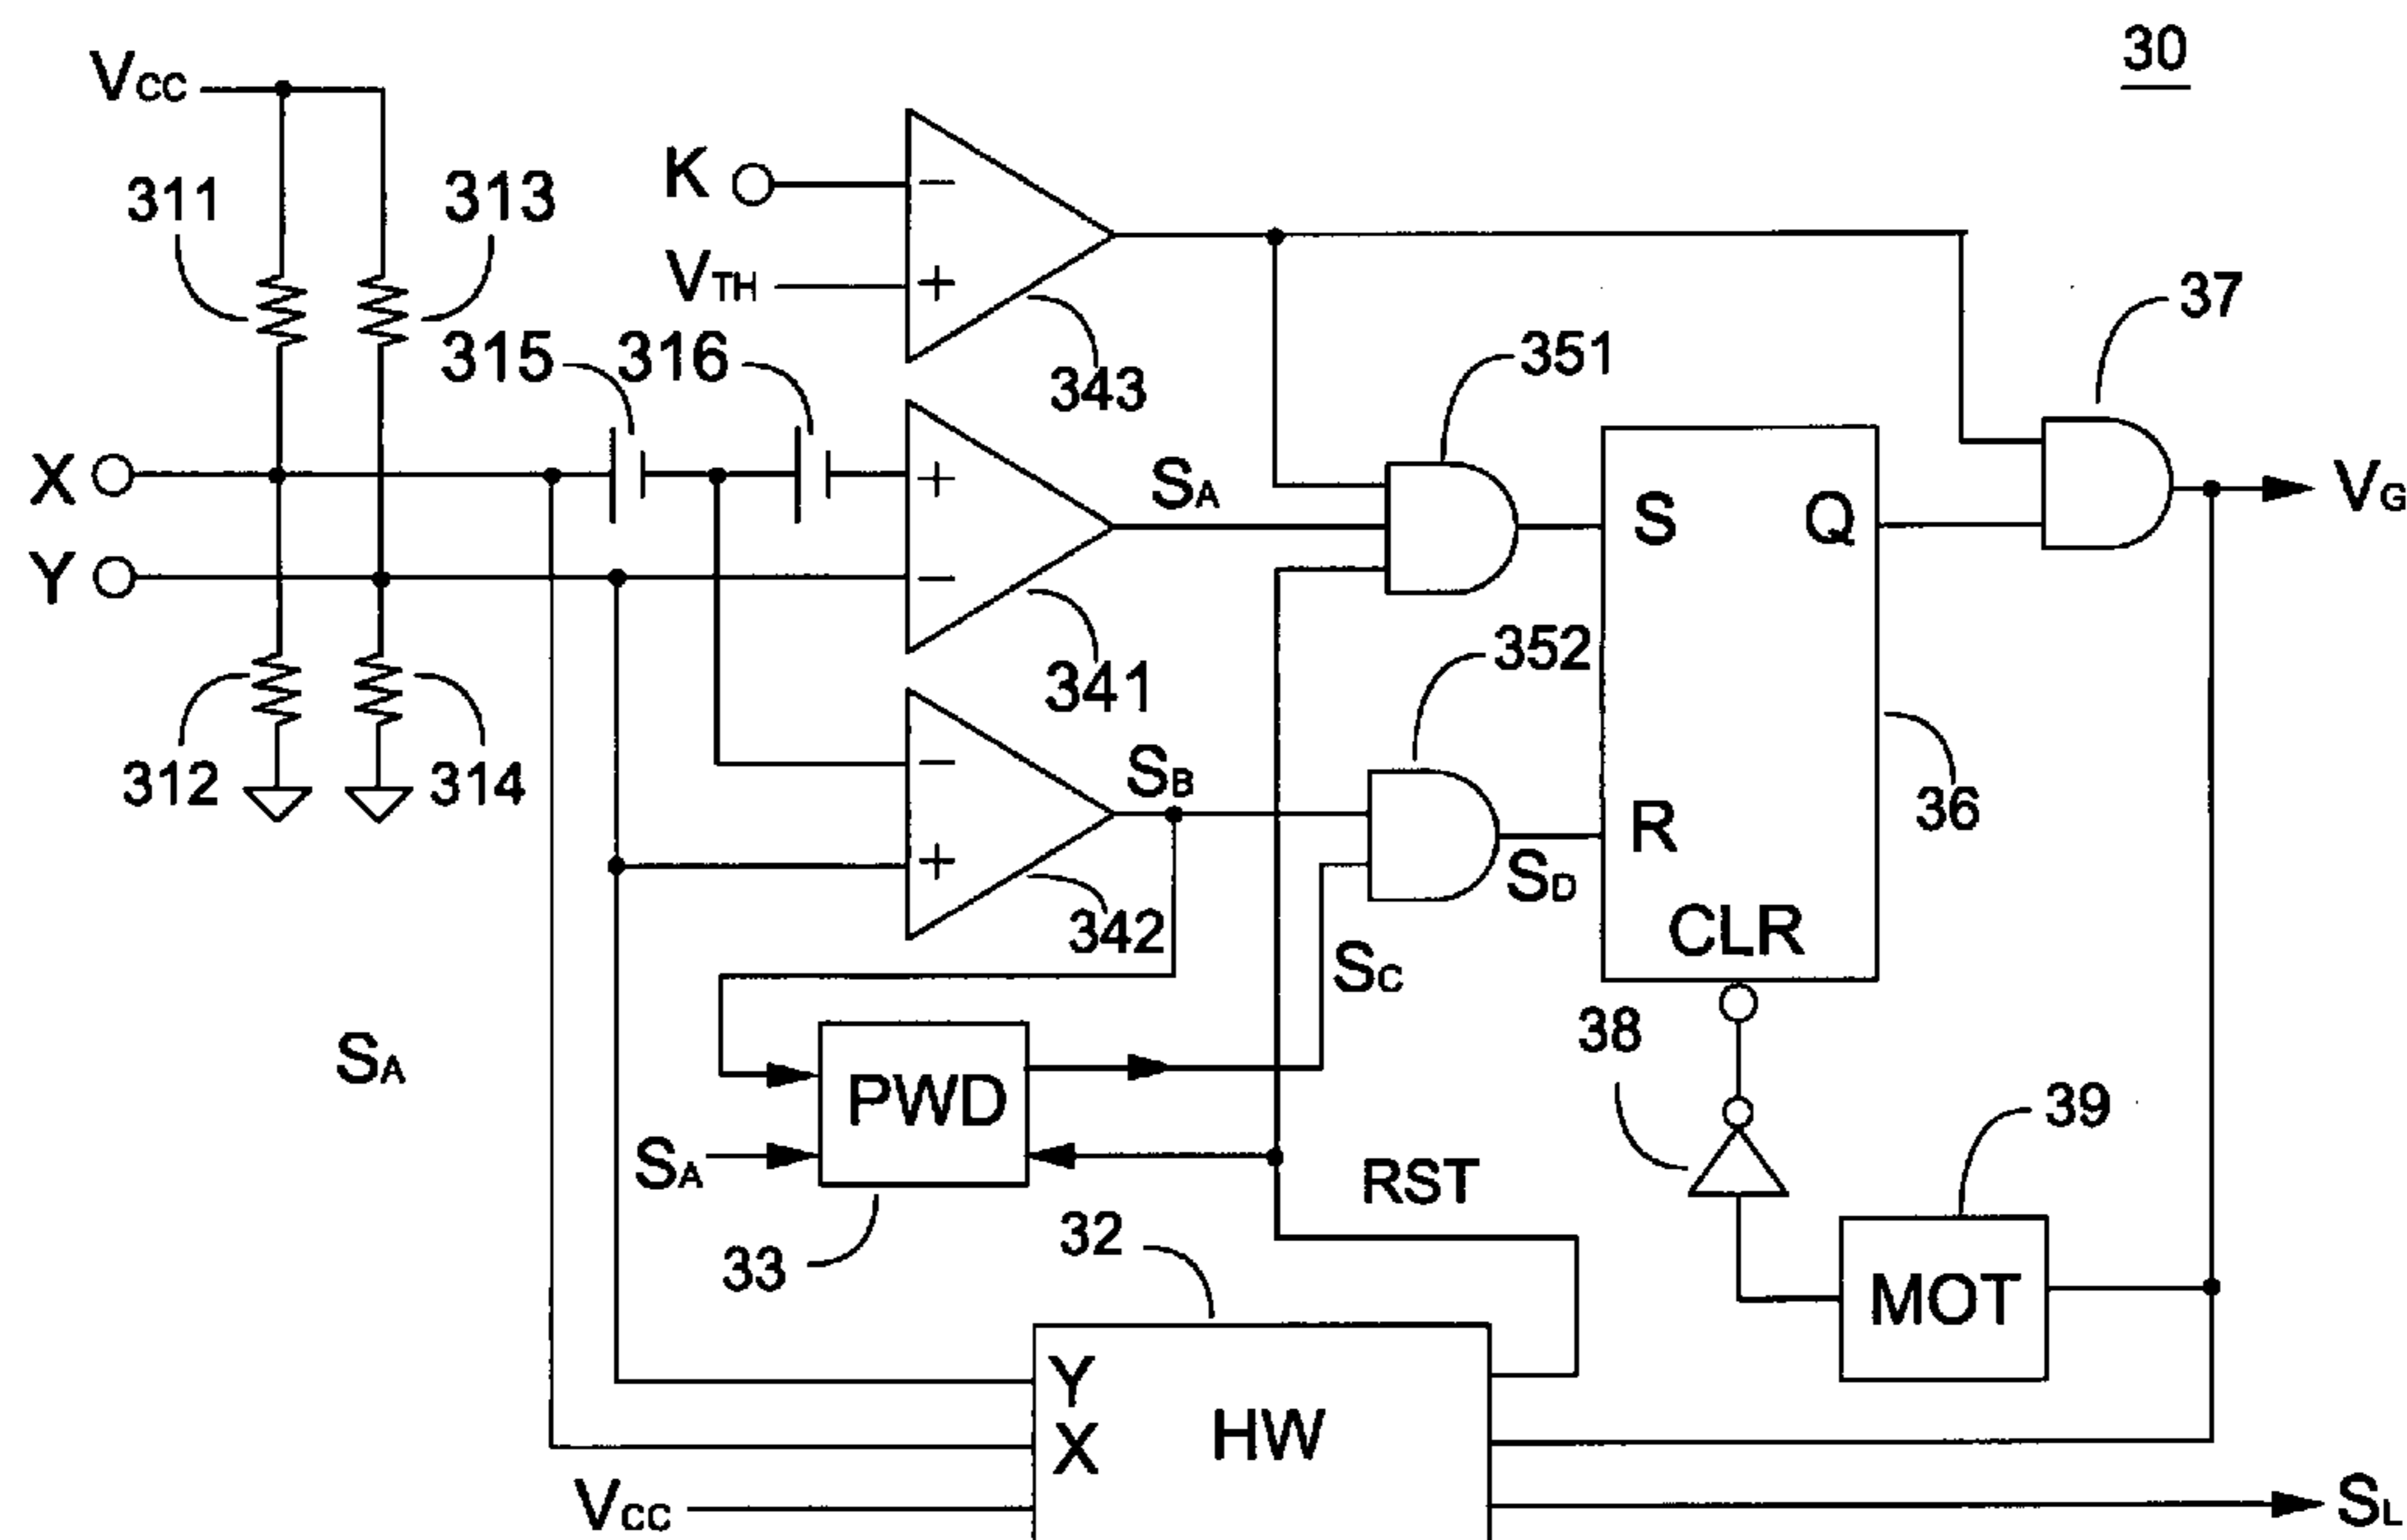 30
VCC
311
313
K
VTH
343
37
315
316
351
X
Y
SA
S
Q
VG
341
352
312
314
SB
R
36
SD
342
CLR
SC
38
SA
PWD
39
SA
RST
33
32
MOT
Y
HW
X
VCC
SL